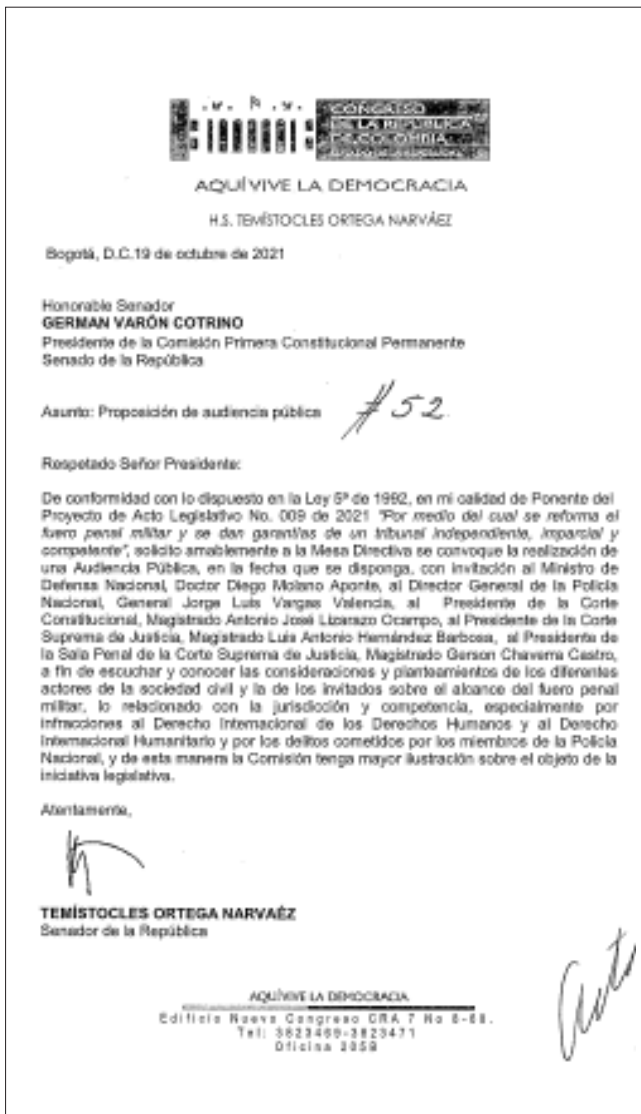 CONGRESO
DE LA REPÚBLICA
DE COLOMBIA
AQUÍ VIVE LA DEMOCRACIA
H.S. TEMÍSTOCLES ORTEGA NARVÁEZ
Bogotá, D.C.19 de octubre de 2021
Honorable Senador
GERMAN VARÓN COTRINO
Presidente de la Comisión Primera Constitucional Permanente
Senado de la República
Asunto: Proposición de audiencia pública # 52
Respetado Señor Presidente:
De conformidad con lo dispuesto en la Ley 5ª de 1992, en mi calidad de Ponente del
Proyecto de Acto Legislativo No. 009 de 2021 "Por medio del cual se reforma el
fuero penal militar y se dan garantías de un tribunal independiente, imparcial y
competente", solicito amablemente a la Mesa Directiva se convoque la realización de
una Audiencia Pública, en la fecha que se disponga, con invitación al Ministro de
Defensa Nacional, Doctor Diego Molano Aponte, al Director General de la Policía
Nacional, General Jorge Luis Vargas Valencia, al Presidente de la Corte
Constitucional, Magistrado Antonio José Lizarazo Ocampo, al Presidente de la Corte
Suprema de Justicia, Magistrado Luis Antonio Hernández Barbosa, al Presidente de
la Sala Penal de la Corte Suprema de Justicia, Magistrado Gerson Chaverra Castro,
a fin de escuchar y conocer las consideraciones y planteamientos de los diferentes
actores de la sociedad civil y la de los invitados sobre el alcance del fuero penal
militar, lo relacionado con la jurisdicción y competencia, especialmente por
infracciones al Derecho Internacional de los Derechos Humanos y al Derecho
Internacional Humanitario y por los delitos cometidos por los miembros de la Policía
Nacional, y de esta manera la Comisión tenga mayor ilustración sobre el objeto de la
iniciativa legislativa.
Atentamente,
TEMÍSTOCLES ORTEGA NARVAÉZ
Senador de la República
AQUÍ VIVE LA DEMOCRACIA
Edificio Nuevo Congreso CRA 7 No 8-68.
Tel: 3823469-3823471
Oficina 305B